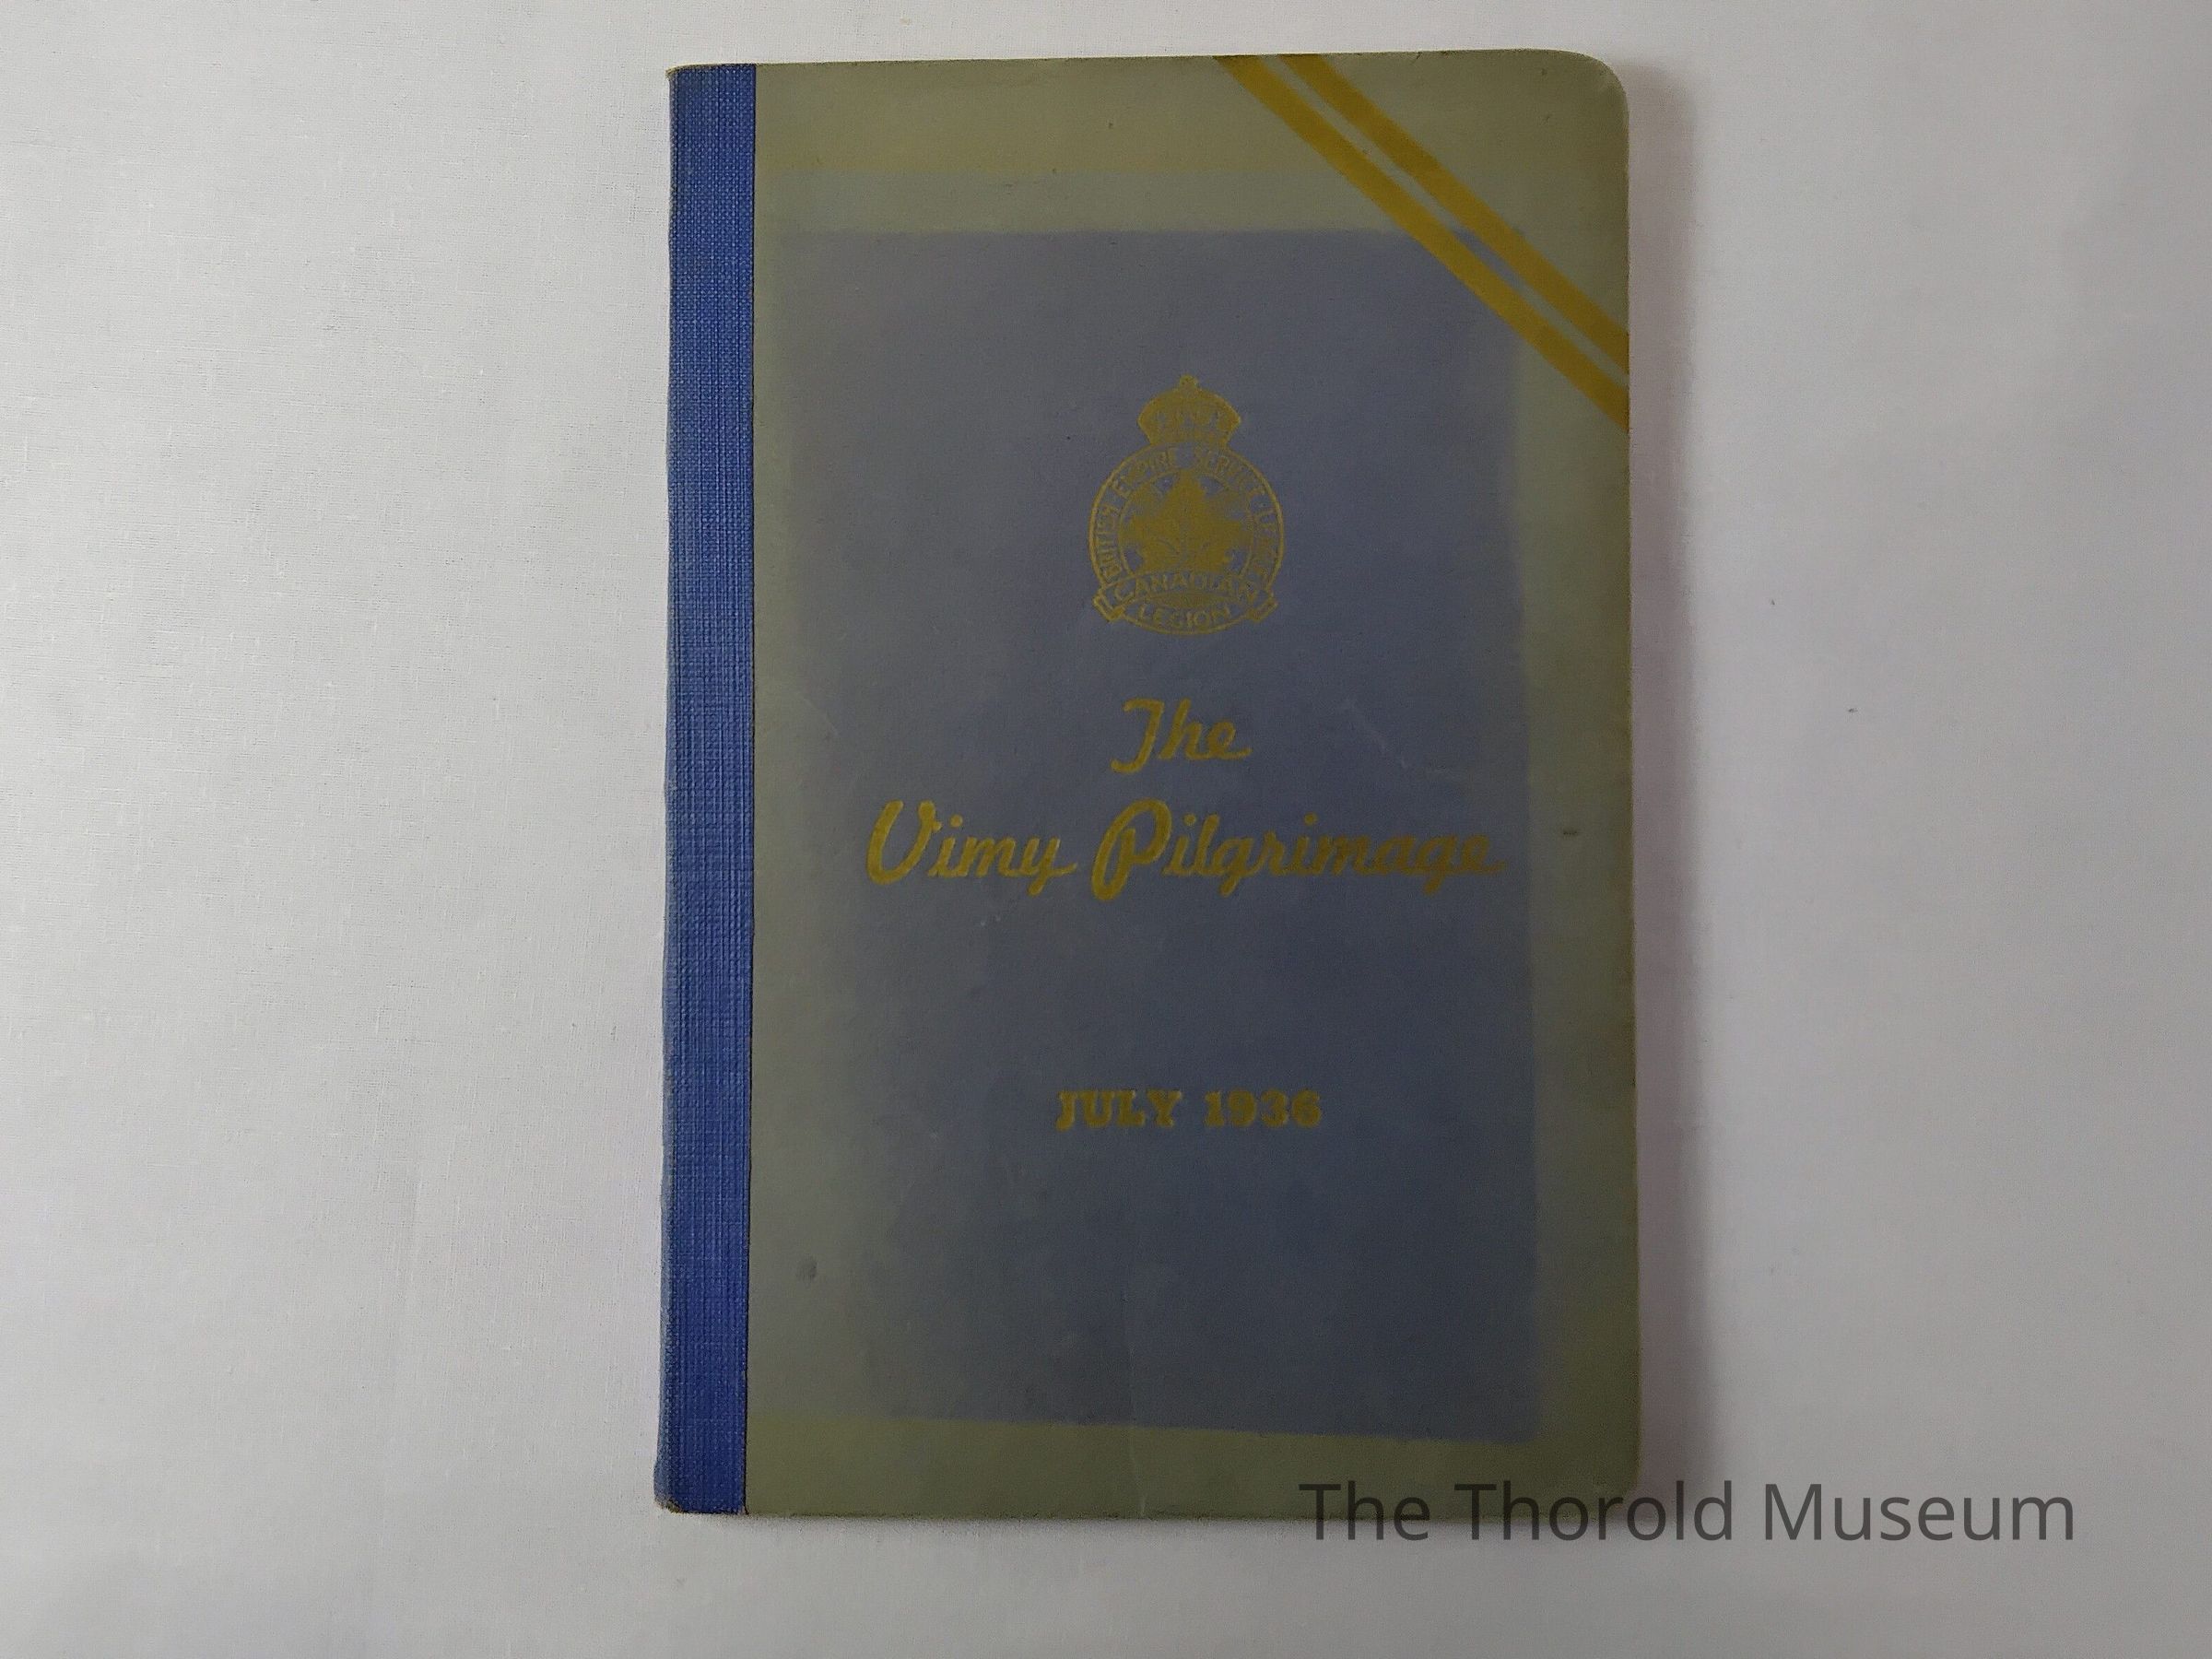 BRITISH EMPIRE SERVICE LEAGUE
CANADIAN
LEGION
The
Vimy Pilgrimage
JULY 1936
The Thorold Museum